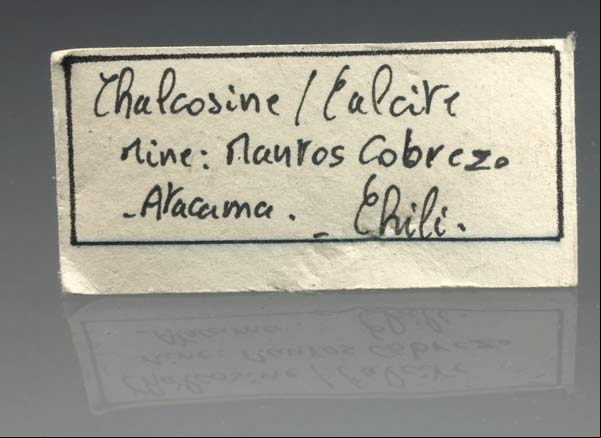 Chalcosine / Calcite
Mine: Mantos Cobrezo
- Atacama. - Chili.